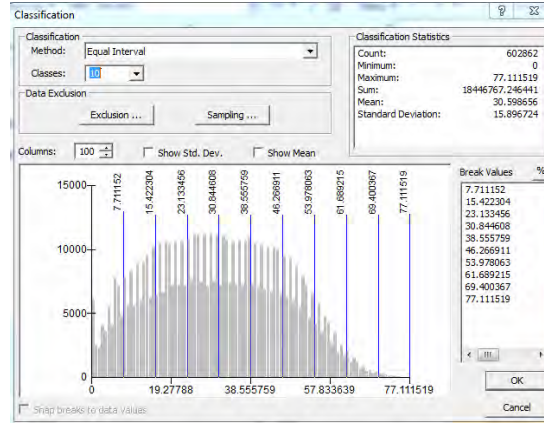 Classification
Classification
Method: Equal Interval
Classes: 10
Data Exclusion
Exclusion ... Sampling ...
Classification Statistics
Count: 602862
Minimum: 0
Maximum: 77.111519
Sum: 18446767.246441
Mean: 30.598656
Standard Deviation: 15.896724
Columns: 100 Show Std. Dev. Show Mean
Break Values %
7.711152
15.422304
23.133456
30.844608
38.555759
46.266911
53.978063
61.689215
69.400367
77.111519
15000
10000
5000
0
7.711152
15.422304
23.133456
30.844608
38.555759
46.266911
53.978063
61.689215
69.400367
77.111519
0 19.27788 38.555759 57.833639 77.111519
Snap breaks to data values
OK
Cancel